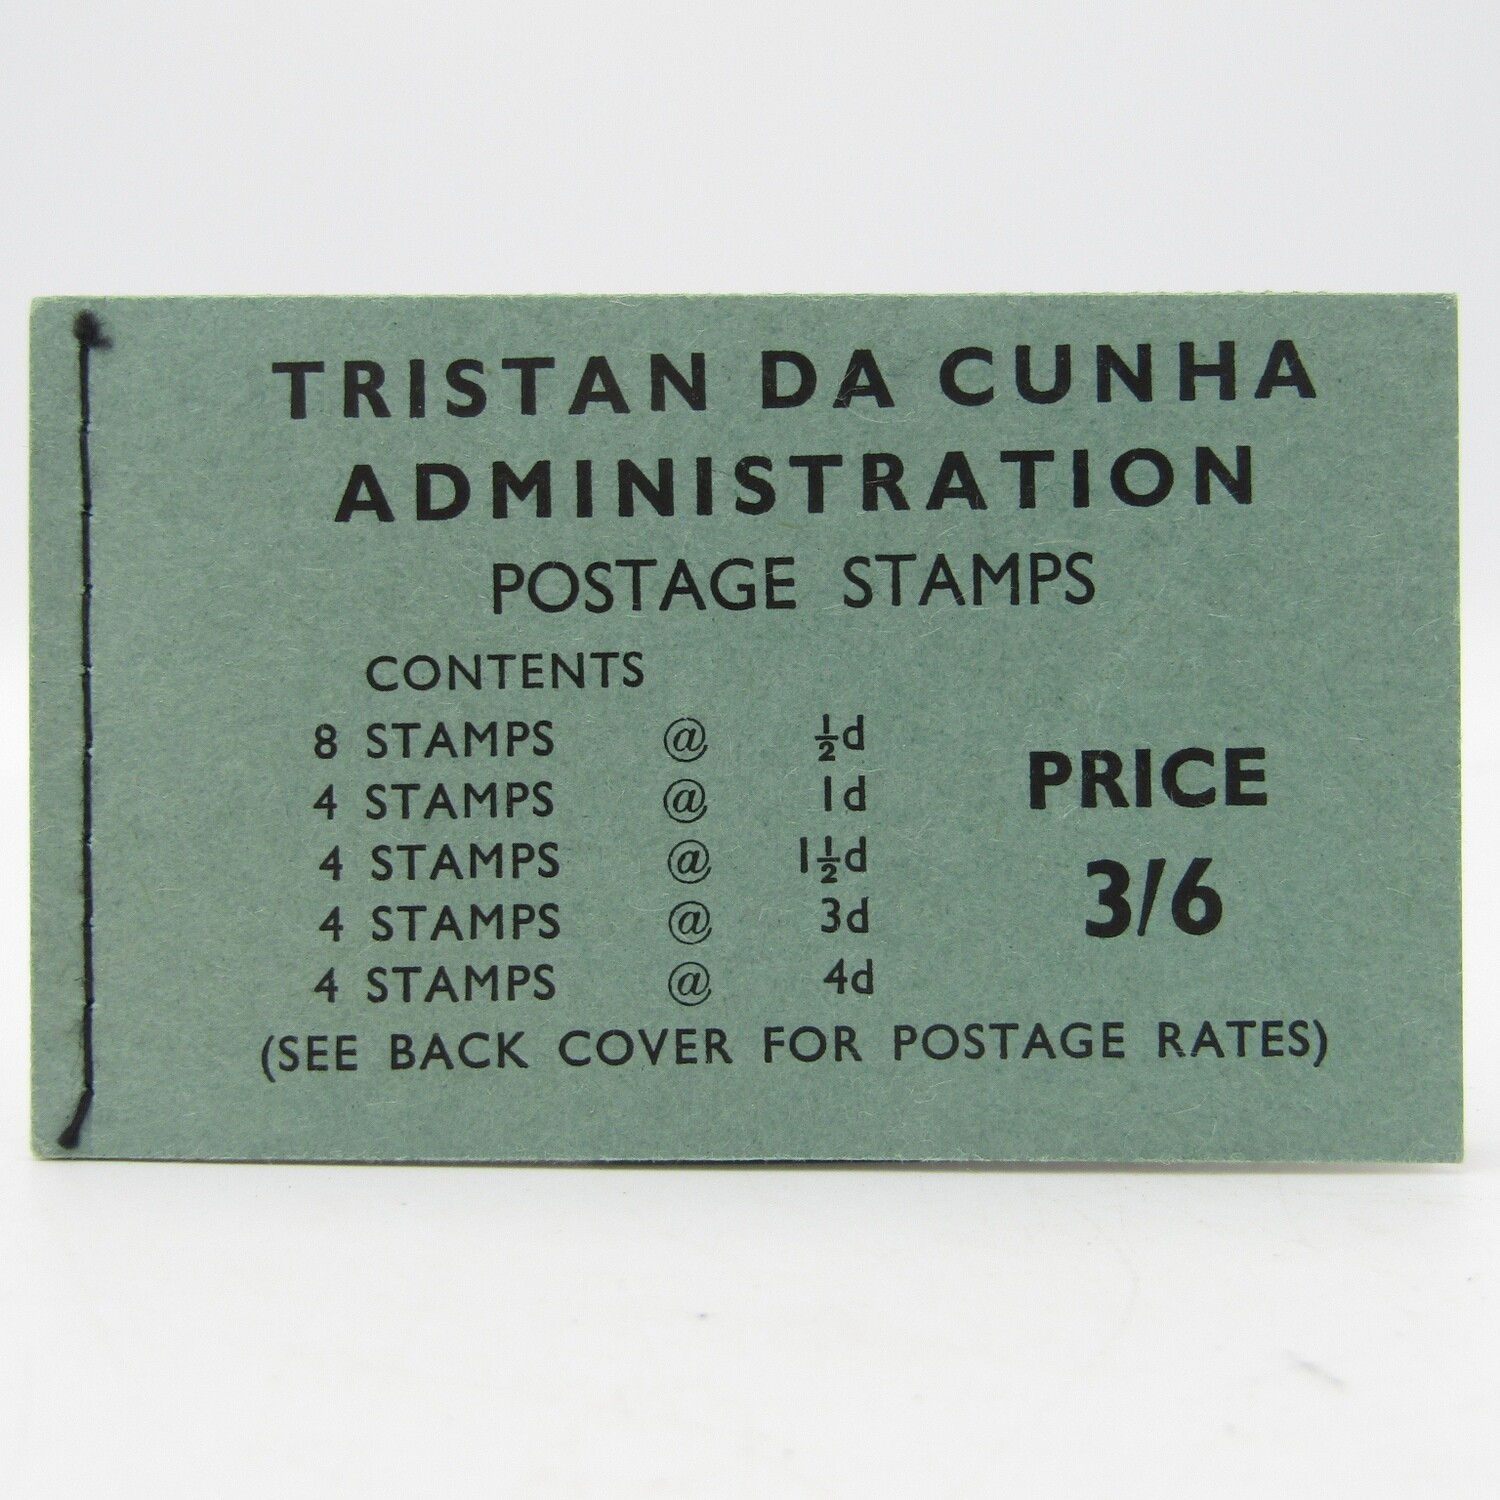 TRISTAN DA CUNHA
ADMINISTRATION
POSTAGE STAMPS
CONTENTS
8 STAMPS @ ½d
4 STAMPS @ 1d
4 STAMPS @ 1½d
4 STAMPS @ 3d
4 STAMPS @ 4d
PRICE
3/6
(SEE BACK COVER FOR POSTAGE RATES)